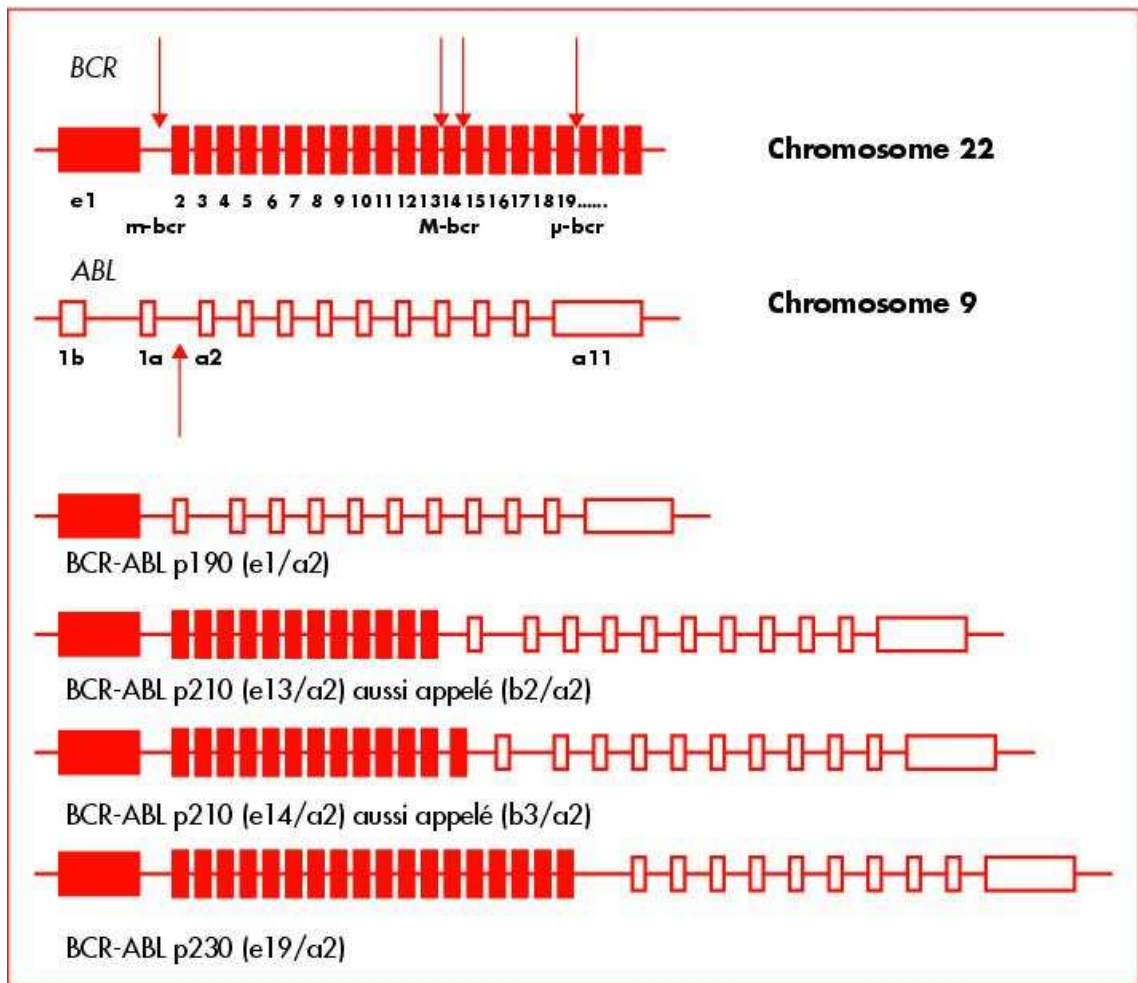 BCR
Chromosome 22
e1 2 3 4 5 6 7 8 9 10 11 12 13 14 15 16 17 18 19......
m-bcr M-bcr µ-bcr
ABL
Chromosome 9
1b 1a a2 a11
BCR-ABL p190 (e1/a2)
BCR-ABL p210 (e13/a2) aussi appelé (b2/a2)
BCR-ABL p210 (e14/a2) aussi appelé (b3/a2)
BCR-ABL p230 (e19/a2)